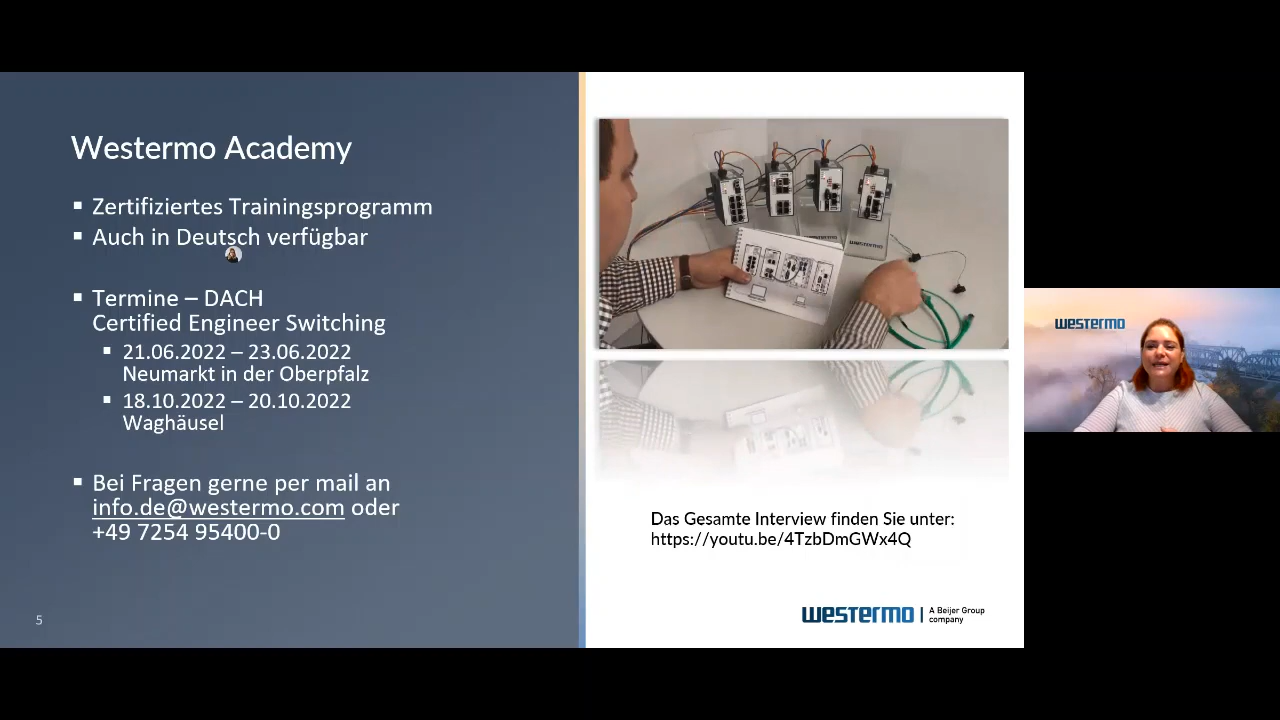 Westermo Academy
▪ Zertifiziertes Trainingsprogramm
▪ Auch in Deutsch verfügbar
▪ Termine – DACH
Certified Engineer Switching
▪ 21.06.2022 – 23.06.2022
Neumarkt in der Oberpfalz
▪ 18.10.2022 – 20.10.2022
Waghäusel
▪ Bei Fragen gerne per mail an
info.de@westermo.com oder
+49 7254 95400-0
5
westermo
Das Gesamte Interview finden Sie unter:
https://youtu.be/4TzbDmGWx4Q
westermo | A Beijer Group
company
westermo